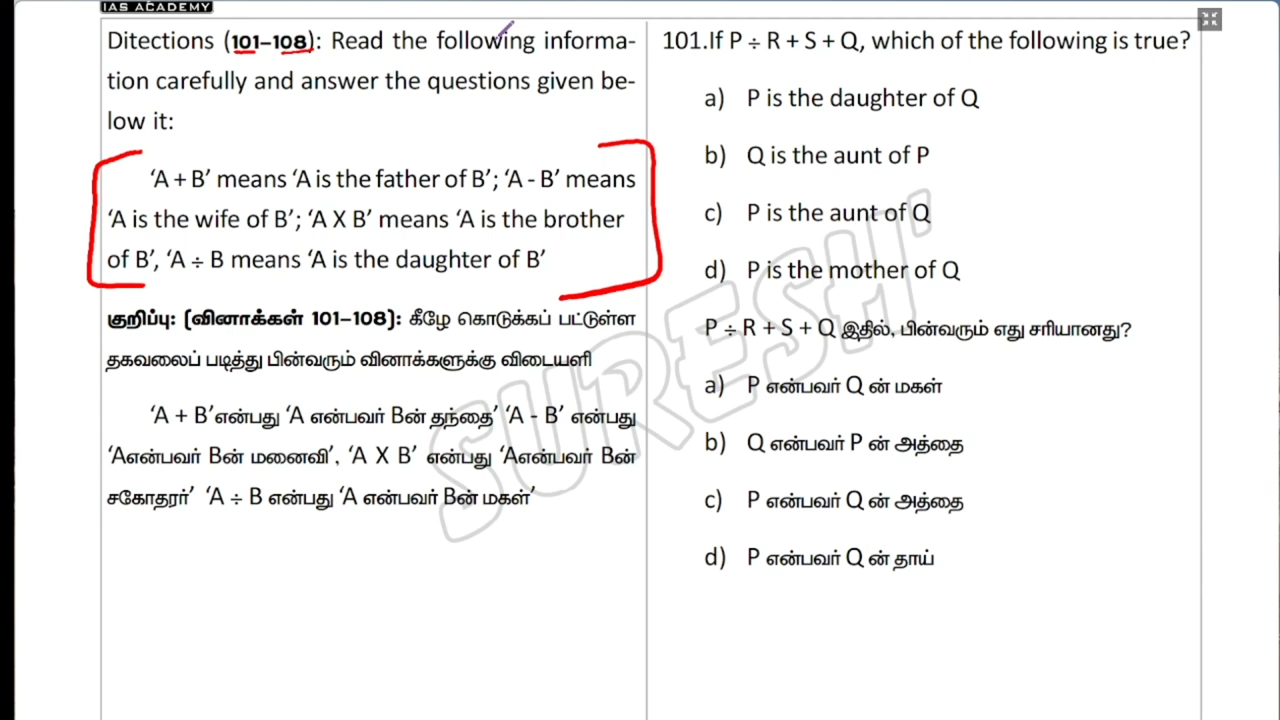 IAS ACADEMY
Ditections (101–108): Read the following informa-
tion carefully and answer the questions given be-
low it:
‘A + B’ means ‘A is the father of B’; ‘A - B’ means
‘A is the wife of B’; ‘A X B’ means ‘A is the brother
of B’, ‘A ÷ B means ‘A is the daughter of B’
குறிப்பு: (வினாக்கள் 101–108): கீழே கொடுக்கப் பட்டுள்ள
தகவலைப் படித்து பின்வரும் வினாக்களுக்கு விடையளி
‘A + B’என்பது ‘A என்பவர் Bன் தந்தை’ ‘A - B’ என்பது
‘Aஎன்பவர் Bன் மனைவி’, ‘A X B’ என்பது ‘Aஎன்பவர் Bன்
சகோதரர்’ ‘A ÷ B என்பது ‘A என்பவர் Bன் மகள்’
101.If P ÷ R + S + Q, which of the following is true?
a) P is the daughter of Q
b) Q is the aunt of P
c) P is the aunt of Q
d) P is the mother of Q
P ÷ R + S + Q இதில், பின்வரும் எது சரியானது?
a) P என்பவர் Q ன் மகள்
b) Q என்பவர் P ன் அத்தை
c) P என்பவர் Q ன் அத்தை
d) P என்பவர் Q ன் தாய்
SURESH'